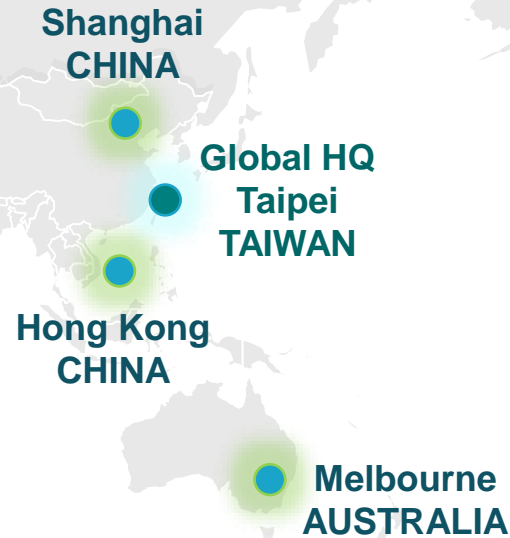 Shanghai
CHINA
Global HQ
Taipei
TAIWAN
Hong Kong
CHINA
Melbourne
AUSTRALIA